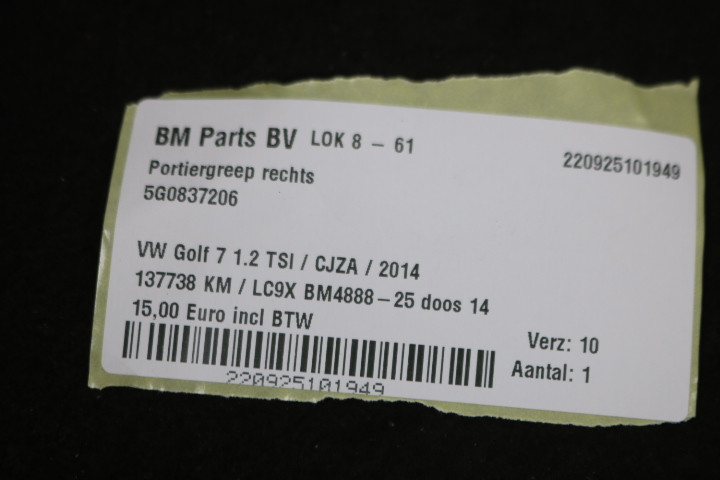 BM Parts BV LOK 8 - 61
220925101949
Portiergreep rechts
5G0837206
VW Golf 7 1.2 TSI / CJZA / 2014
137738 KM / LC9X BM4888-25 doos 14
15,00 Euro incl BTW
Verz: 10
Aantal: 1
220925101949